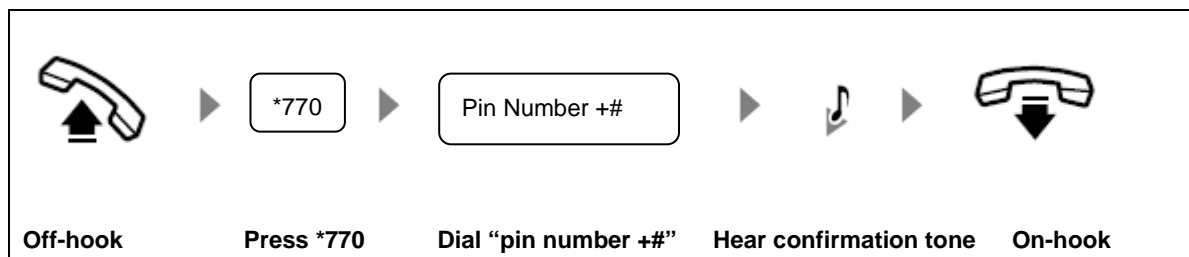 *770
Pin Number +#
Off-hook
Press *770
Dial “pin number +#”
Hear confirmation tone
On-hook